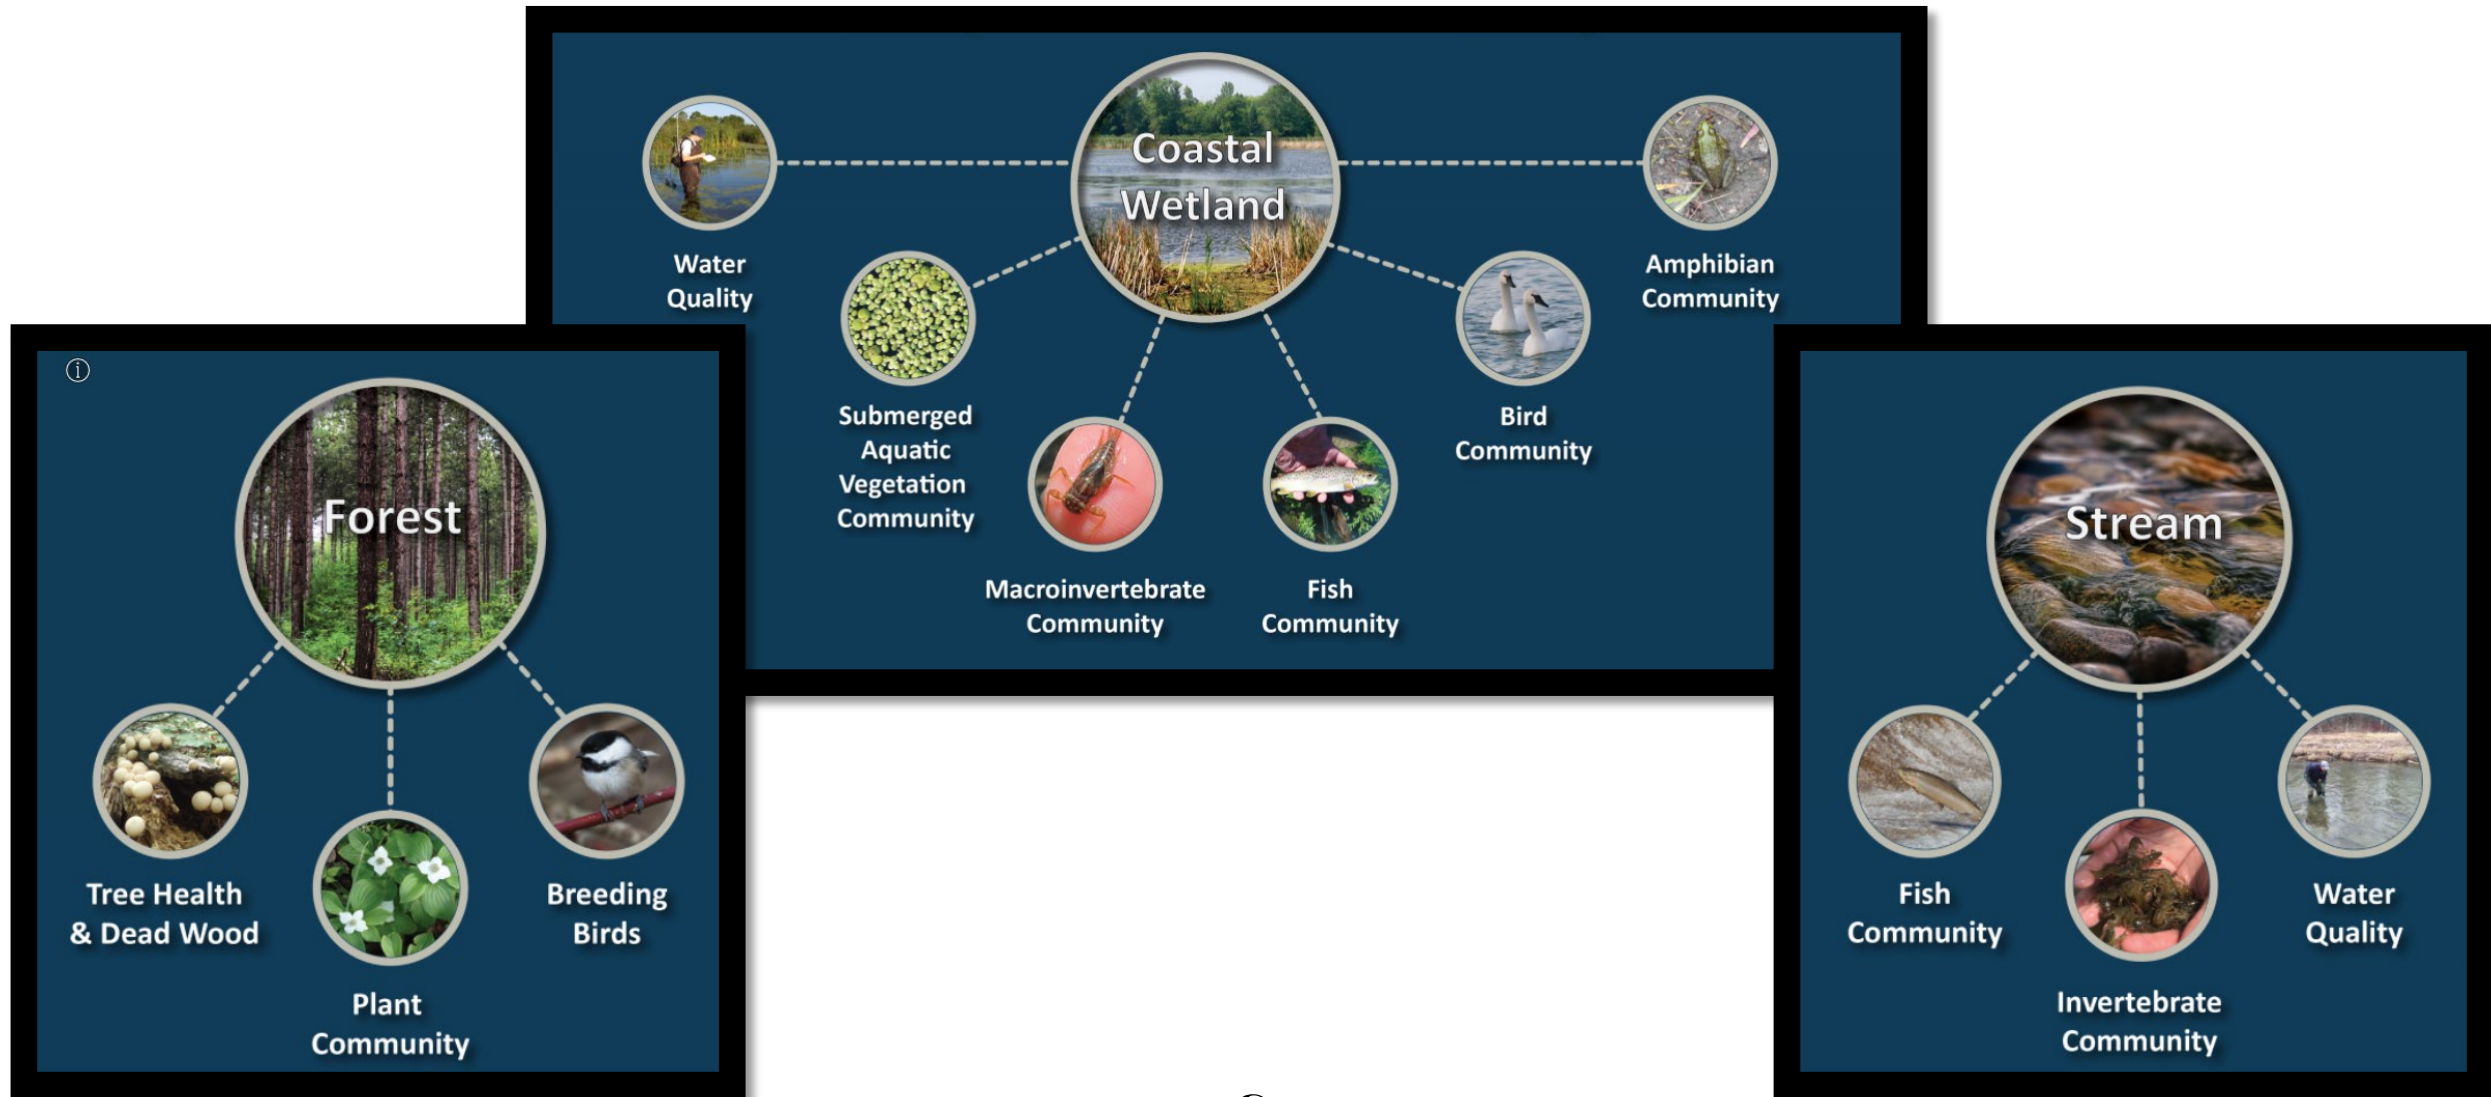 Coastal
Wetland
Water
Quality
Submerged
Aquatic
Vegetation
Community
Macroinvertebrate
Community
Fish
Community
Bird
Community
Amphibian
Community
ⓘ
Forest
Tree Health
& Dead Wood
Plant
Community
Breeding
Birds
Stream
Fish
Community
Invertebrate
Community
Water
Quality